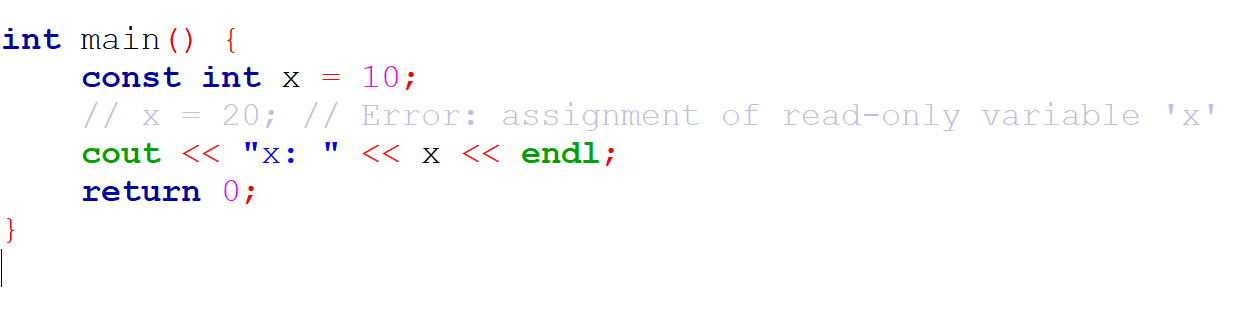 int main() {
    const int x = 10;
    // x = 20; // Error: assignment of read-only variable 'x'
    cout << "x: " << x << endl;
    return 0;
}